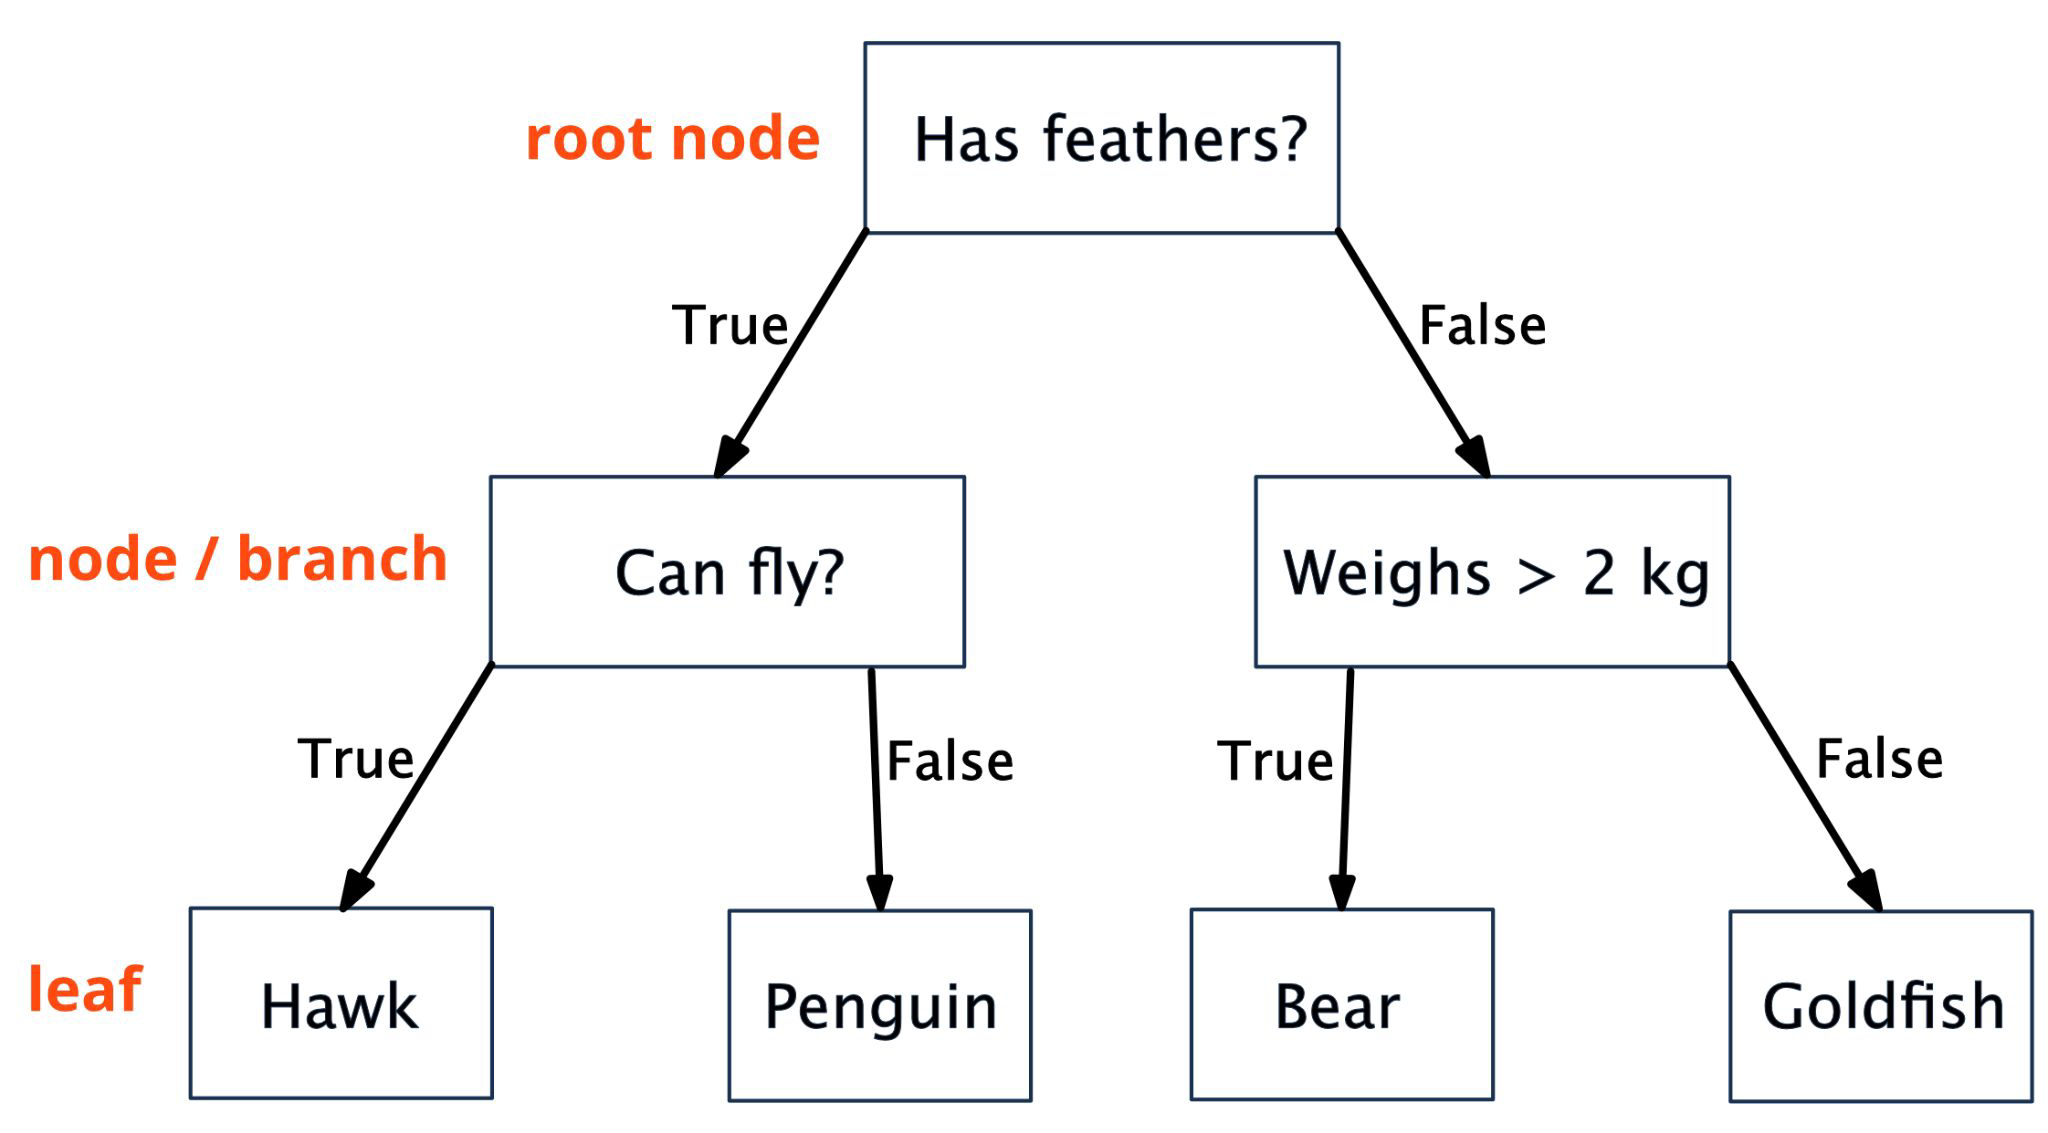 root node
Has feathers?
True
False
node / branch
Can fly?
Weighs > 2 kg
True
False
True
False
leaf
Hawk
Penguin
Bear
Goldfish